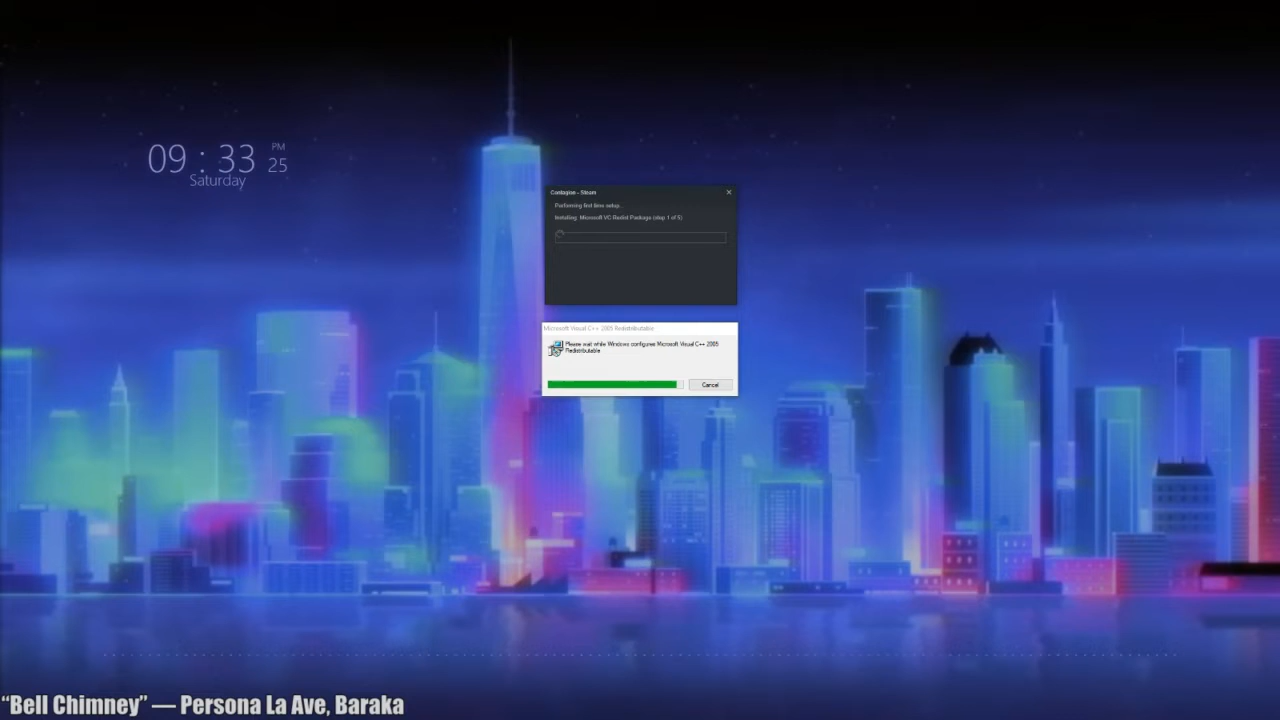 09 : 33
PM
25
Saturday
Contagion - Steam
Performing first time setup...
Installing: Microsoft VC Redist Package (step 1 of 5)
Microsoft Visual C++ 2005 Redistributable
Please wait while Windows configures Microsoft Visual C++ 2005
Redistributable
Cancel
“Bell Chimney” — Persona La Ave, Baraka